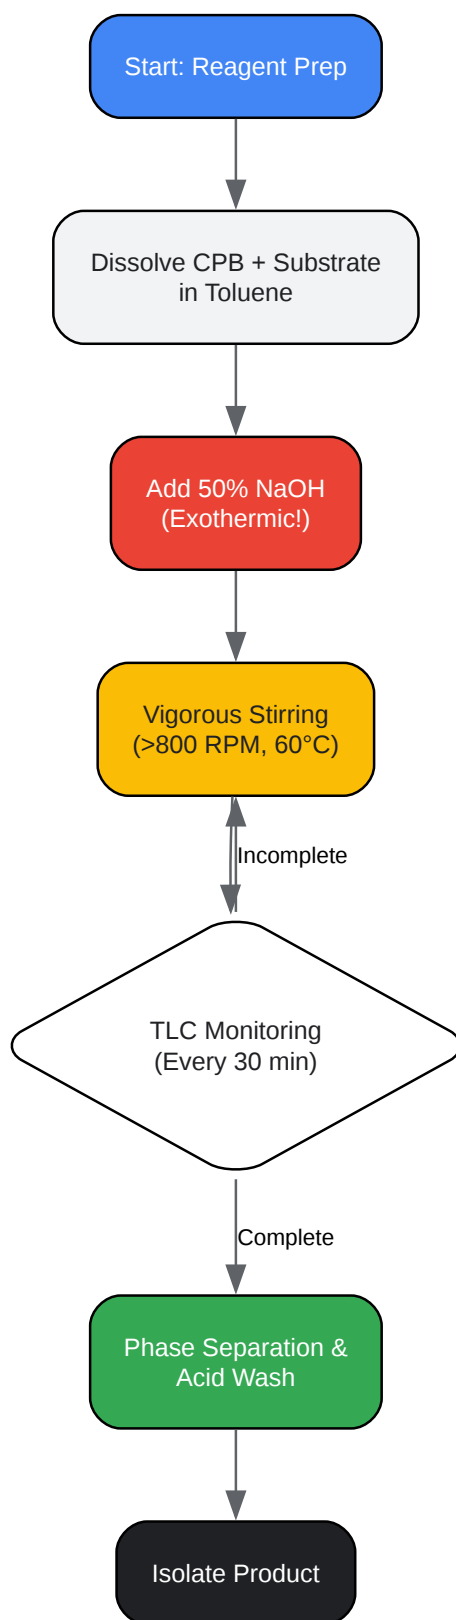 Start: Reagent Prep
Dissolve CPB + Substrate
in Toluene
Add 50% NaOH
(Exothermic!)
Vigorous Stirring
(>800 RPM, 60°C)
Incomplete
TLC Monitoring
(Every 30 min)
Complete
Phase Separation &
Acid Wash
Isolate Product